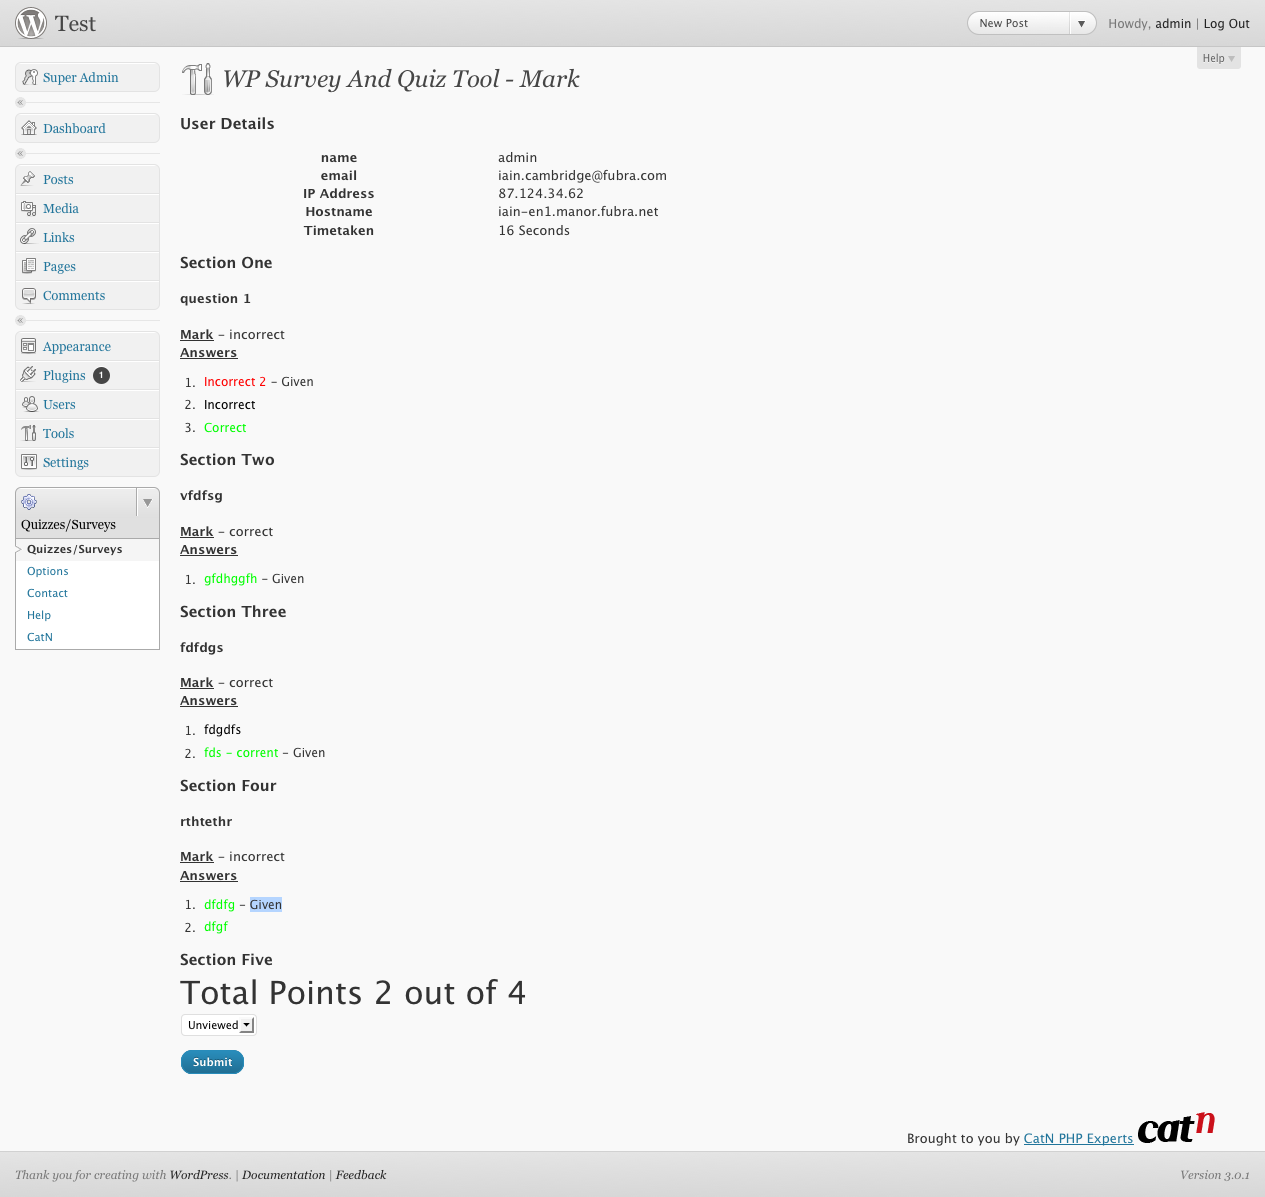 Test
New Post
Howdy, admin | Log Out
Help
Super Admin
Dashboard
Posts
Media
Links
Pages
Comments
Appearance
Plugins 1
Users
Tools
Settings
Quizzes/Surveys
Quizzes/Surveys
Options
Contact
Help
CatN
WP Survey And Quiz Tool - Mark
User Details
name admin
email iain.cambridge@fubra.com
IP Address 87.124.34.62
Hostname iain-en1.manor.fubra.net
Timetaken 16 Seconds
Section One
question 1
Mark - incorrect
Answers
1. Incorrect 2 - Given
2. Incorrect
3. Correct
Section Two
vfdfsg
Mark - correct
Answers
1. gfdhggfh - Given
Section Three
fdfdgs
Mark - correct
Answers
1. fdgdfs
2. fds - corrent - Given
Section Four
rthtethr
Mark - incorrect
Answers
1. dfdfg - Given
2. dfgf
Section Five
Total Points 2 out of 4
Unviewed
Submit
Brought to you by CatN PHP Experts catn
Thank you for creating with WordPress. | Documentation | Feedback
Version 3.0.1